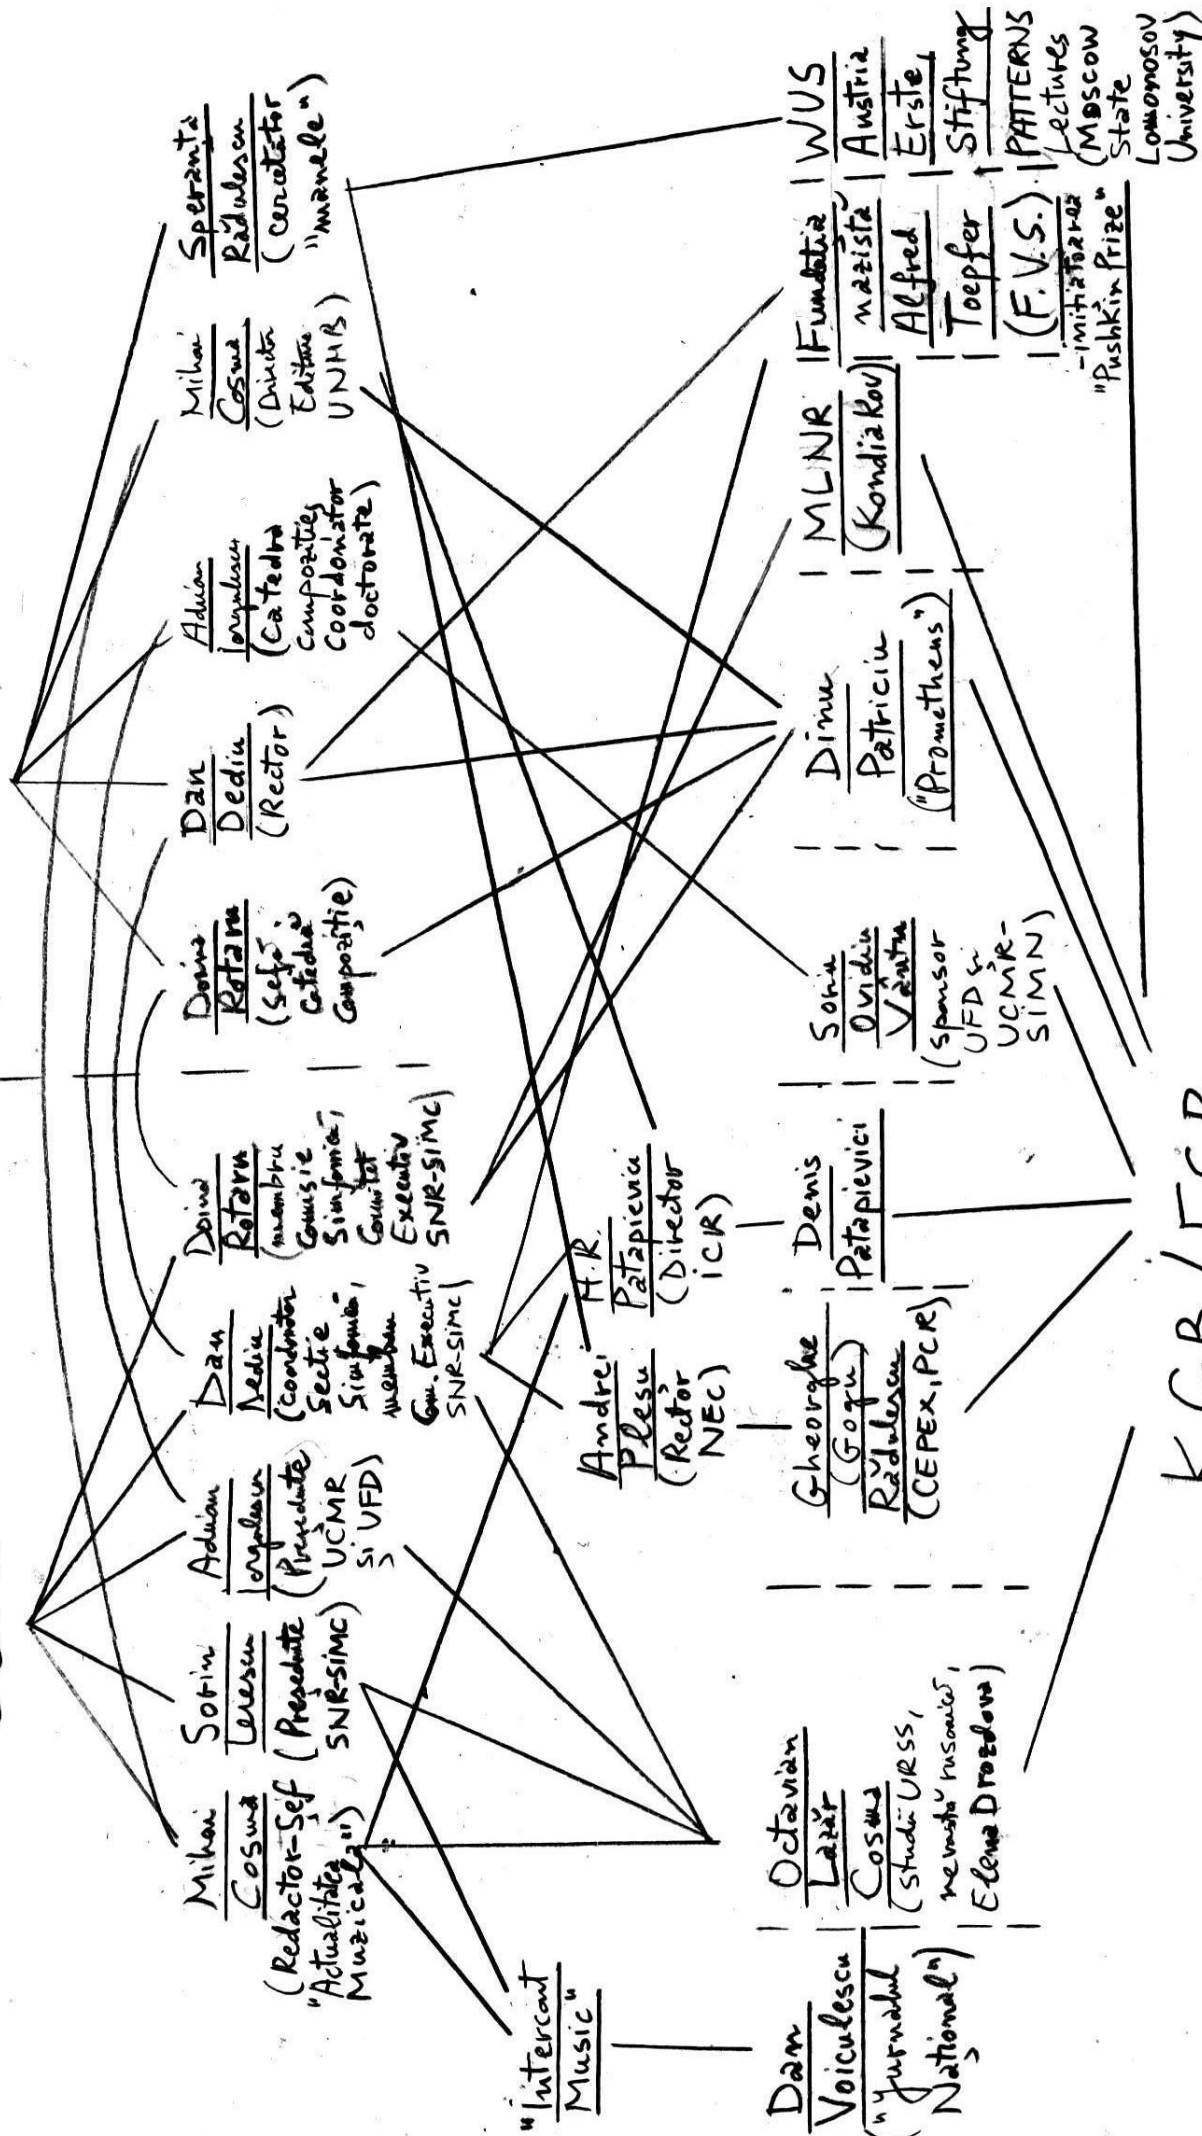 Mihai
Cosma
(Redactor-Sef
"Actualitatea
Muzicală")
Sorin
Lerescu
(Președinte
SNR-SIMC)
Adrian
Iorgulescu
(Președinte
UCMR
și UFD)
Dan
Dediu
(Coordonator
Secție
Simfonică,
membru
Com. Executiv
SNR-SIMC)
Doina
Rotaru
(membru
Comisie
Simfonică,
Comitet
Executiv
SNR-SIMC)
Doina
Rotaru
(Șefă
Catedra
Compoziție)
Dan
Dediu
(Rector)
Adrian
Iorgulescu
(Catedra
Compoziție,
Coordonator
doctorate)
Mihai
Cosma
(Director
Editura
UNMB)
Speranța
Rădulescu
(cercetător
"manele")
"Intercont
Music"
Andrei
Plesu
(Rector
NEC)
H.R.
Patapievici
(Director
ICR)
Dan
Voiculescu
("Jurnalul
Național")
Octavian
Lazăr
Cosma
(studii URSS,
nevastă rusoaică,
Elena Drozdova)
Gheorghe
(Gogu)
Rădulescu
(CEPEX, PCR)
Denis
Patapievici
Sorin
Ovidiu
Vântu
(sponsor
UFD și
UCMR-
SIMN)
Dinu
Patriciu
("Prometheus")
MLNR
(Kondiakov)
Fundația
nazistă
Alfred
Toepfer
(F.V.S.)
-inițiatoarea
"Pushkin Prize"
WUS
Austria
Erste
Stiftung
PATTERNS
Lectures
(Moscow
State
Lomonosov
University)